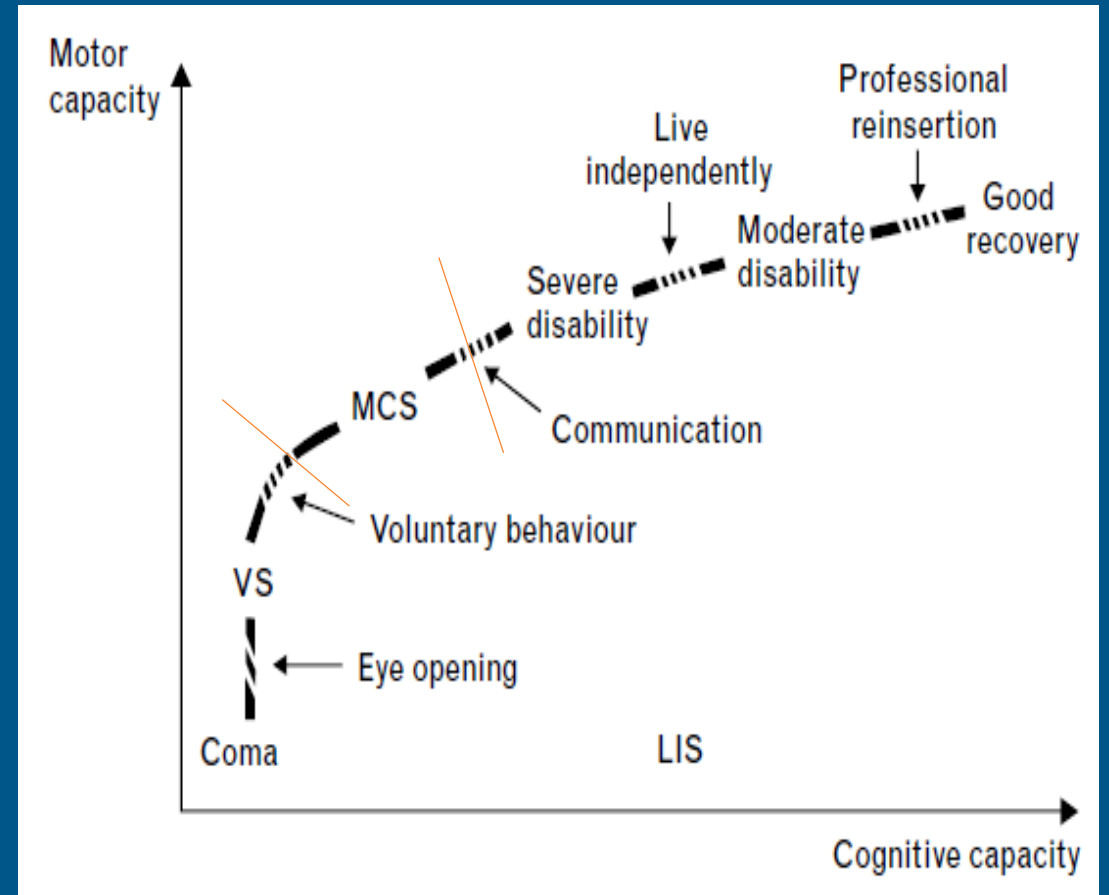 Motor
capacity
Professional
reinsertion
Live
independently
Good
recovery
Moderate
disability
Severe
disability
MCS
Communication
Voluntary behaviour
VS
Eye opening
Coma
LIS
Cognitive capacity